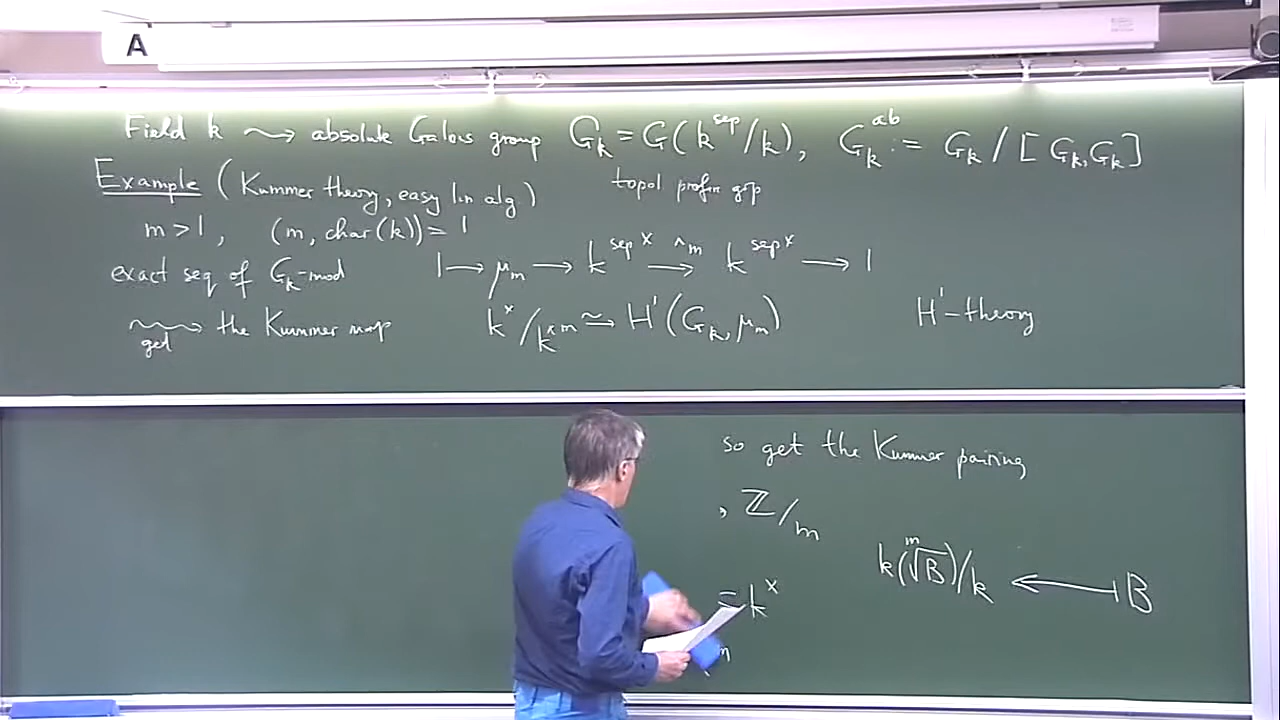 A
Field k ⇝ absolute Galois group G_k = G(k^sep/k), G_k^ab := G_k / [G_k, G_k]
Example (Kummer theory, easy lin alg.) topol profin grp
m > 1, (m, char(k)) = 1
exact seq of G_k-mod 1 → μ_m → k^sep× →^∧m k^sep× → 1
⇝ get the Kummer map k^×/k^×m ≃→ H^1(G_k, μ_m) H^1-theory
so get the Kummer pairing
, ℤ/m
k(^m√B)/k ↤ B
= k^×